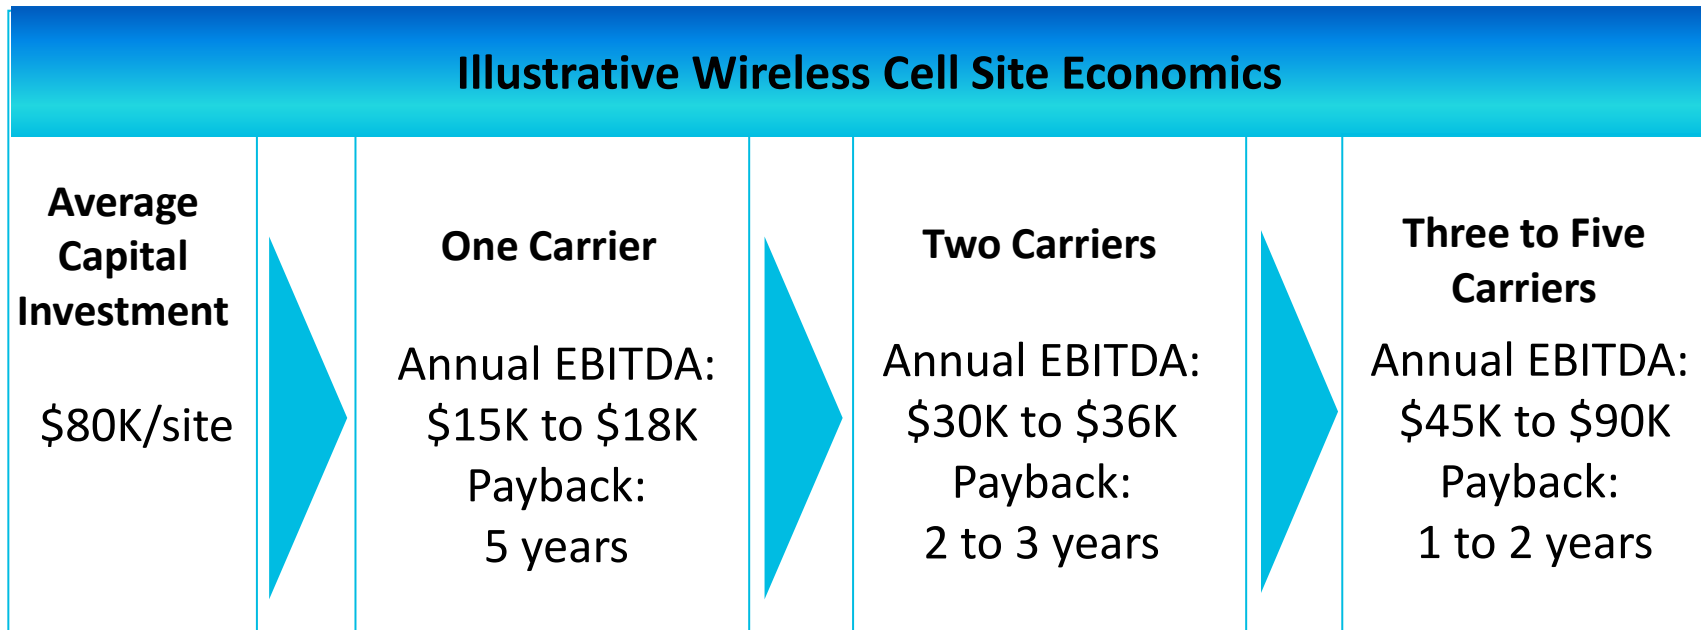 Illustrative Wireless Cell Site Economics
Average
Capital
Investment
$80K/site
One Carrier
Annual EBITDA:
$15K to $18K
Payback:
5 years
Two Carriers
Annual EBITDA:
$30K to $36K
Payback:
2 to 3 years
Three to Five
Carriers
Annual EBITDA:
$45K to $90K
Payback:
1 to 2 years